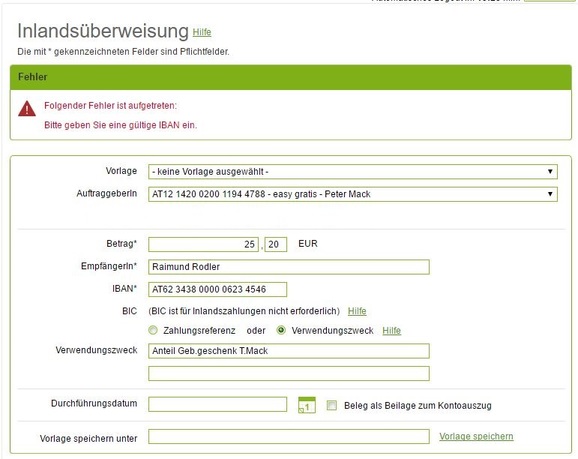 Inlandsüberweisung Hilfe
Die mit * gekennzeichneten Felder sind Pflichtfelder.
Fehler
Folgender Fehler ist aufgetreten:
Bitte geben Sie eine gültige IBAN ein.
Vorlage - keine Vorlage ausgewählt -
AuftraggeberIn AT12 1420 0200 1194 4788 - easy gratis - Peter Mack
Betrag* 25 , 20 EUR
EmpfängerIn* Raimund Rodler
IBAN* AT62 3438 0000 0623 4546
BIC (BIC ist für Inlandszahlungen nicht erforderlich) Hilfe
Zahlungsreferenz oder Verwendungszweck Hilfe
Verwendungszweck Anteil Geb.geschenk T.Mack
Durchführungsdatum 1 Beleg als Beilage zum Kontoauszug
Vorlage speichern unter Vorlage speichern